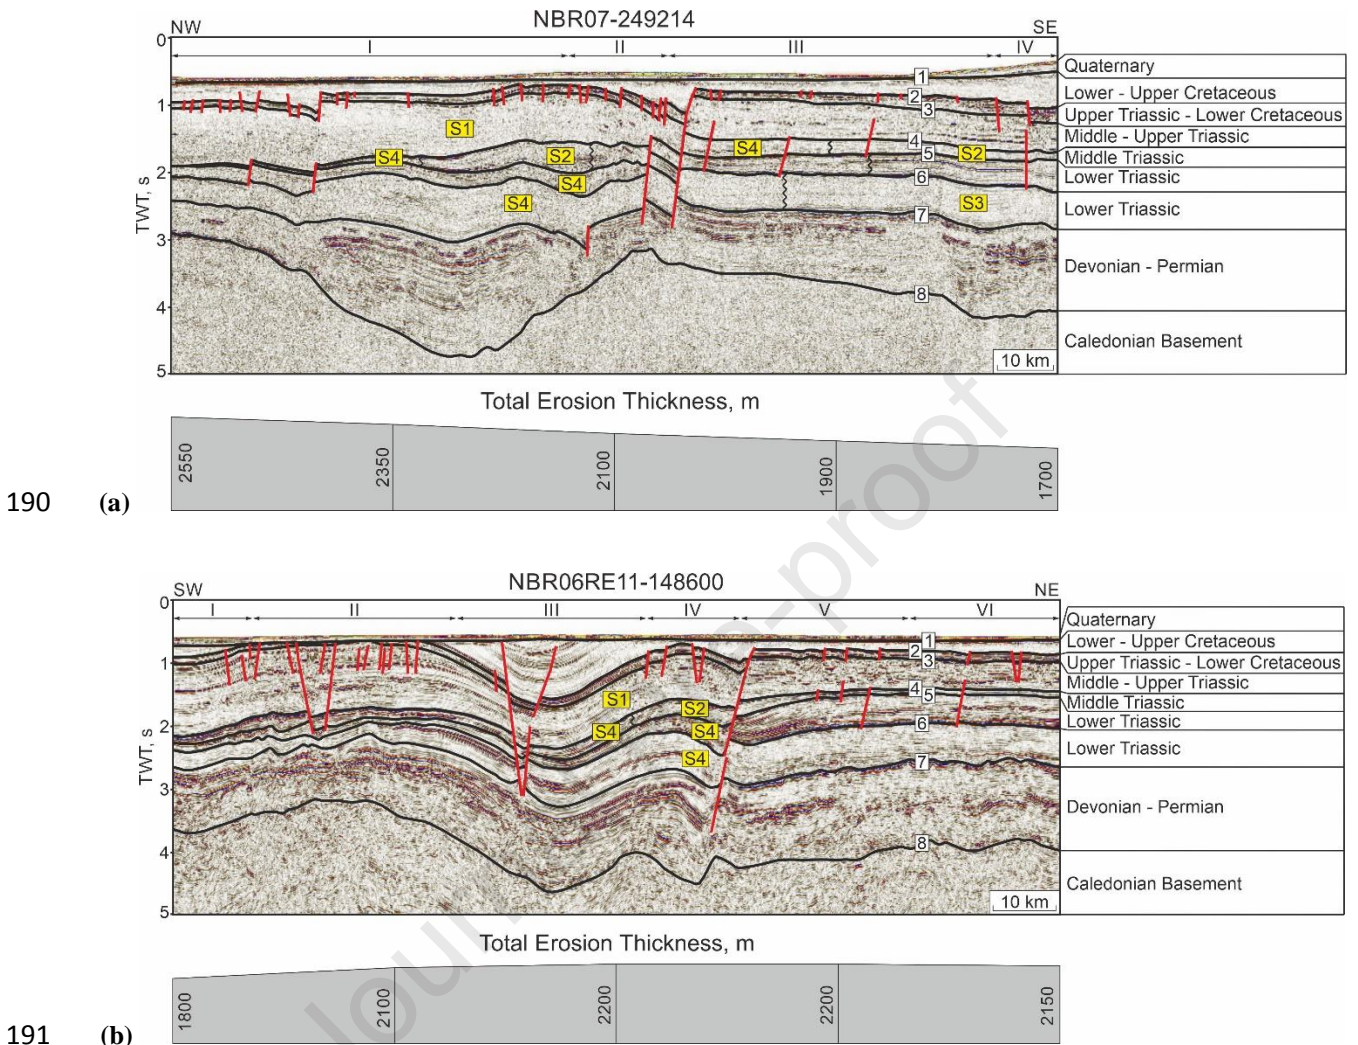 NBR07-249214
NW SE
I II III IV
0
1
2
3
4
5
TWT, s
1
2
3
4
5
6
7
8
S1
S4 S2 S4 S2
S4
S4 S3
10 km
Quaternary
Lower - Upper Cretaceous
Upper Triassic - Lower Cretaceous
Middle - Upper Triassic
Middle Triassic
Lower Triassic
Lower Triassic
Devonian - Permian
Caledonian Basement
Total Erosion Thickness, m
2550 2350 2100 1900 1700
190 (a)
NBR06RE11-148600
SW NE
I II III IV V VI
0
1
2
3
4
5
TWT, s
1
2
3
4
5
6
7
8
S1
S2
S4 S4
S4
10 km
Quaternary
Lower - Upper Cretaceous
Upper Triassic - Lower Cretaceous
Middle - Upper Triassic
Middle Triassic
Lower Triassic
Lower Triassic
Devonian - Permian
Caledonian Basement
Total Erosion Thickness, m
1800 2100 2200 2200 2150
191 (b)